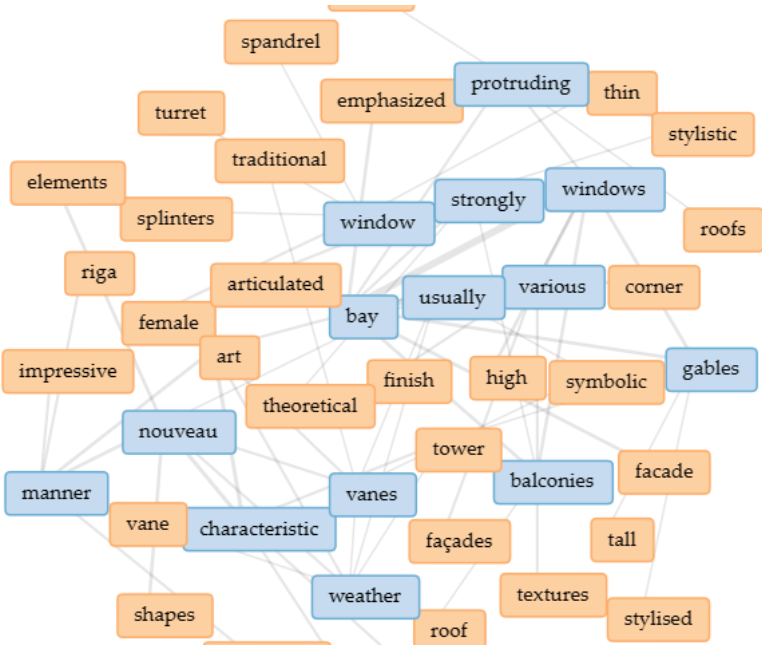 spandrel
protruding
thin
emphasized
turret
stylistic
traditional
elements
windows
strongly
splinters
window
roofs
riga
articulated
various
corner
usually
bay
female
art
impressive
finish
high
symbolic
gables
theoretical
nouveau
tower
facade
balconies
manner
vanes
vane
characteristic
façades
tall
weather
textures
shapes
stylised
roof